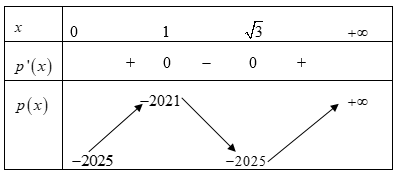 x 0 1 √3 +∞
p'(x) + 0 − 0 +
p(x) −2025 −2021 −2025 +∞